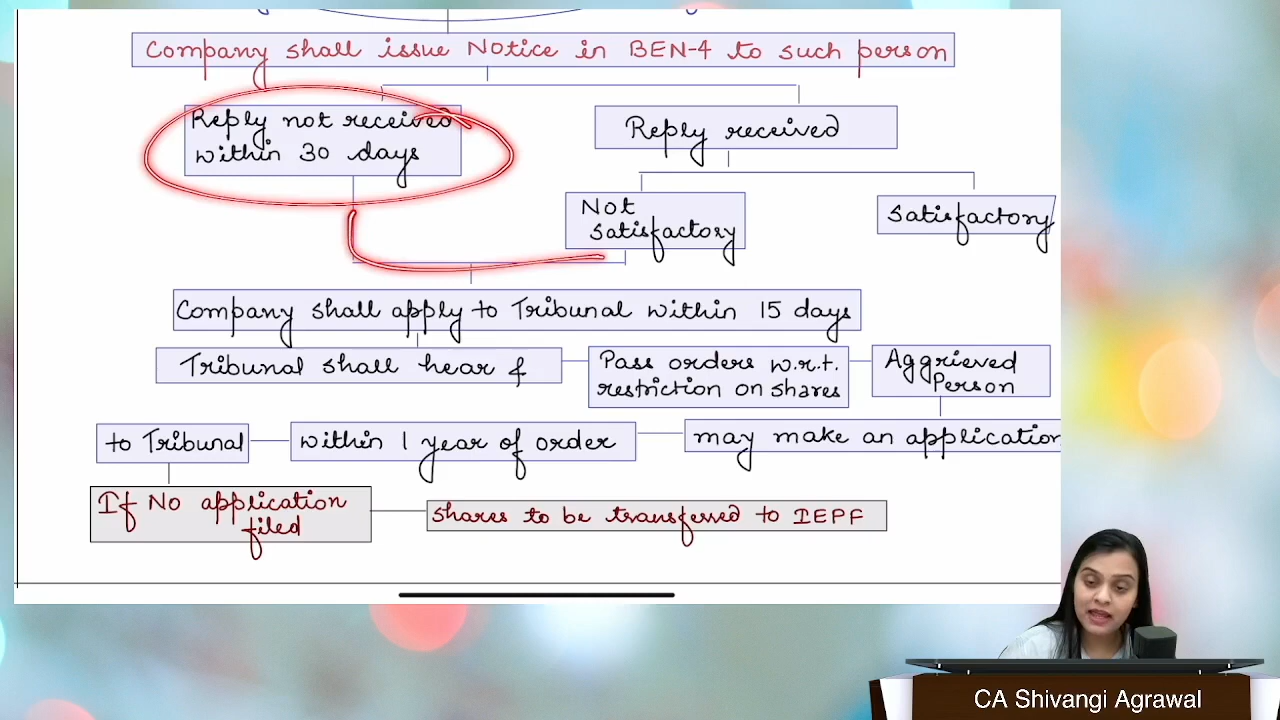 Company shall issue Notice in BEN-4 to such person
Reply not received
within 30 days
Reply received
Not
satisfactory
satisfactory
Company shall apply to Tribunal within 15 days
Tribunal shall hear &
Pass orders w.r.t.
restriction on shares
Aggrieved
Person
to Tribunal
within 1 year of order
may make an application
If No application
filed
shares to be transferred to IEPF
CA Shivangi Agrawal